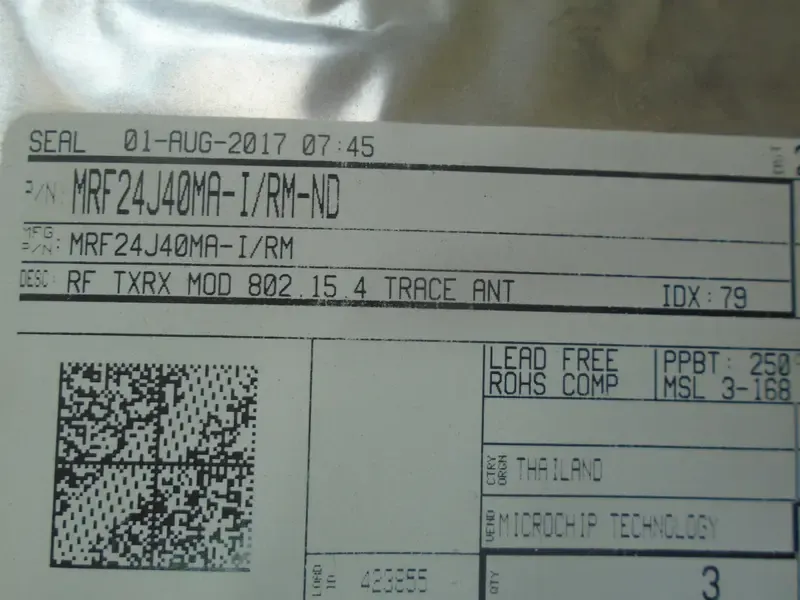 SEAL 01-AUG-2017 07:45
P/N: MRF24J40MA-I/RM-ND
MFG P/N: MRF24J40MA-I/RM
DESC: RF TXRX MOD 802.15.4 TRACE ANT
IDX:79
LEAD FREE
ROHS COMP
PPBT: 250
MSL 3-168
CTRY ORGN THAILAND
VEND MICROCHIP TECHNOLOGY
LOAD ID 423855
QTY 3